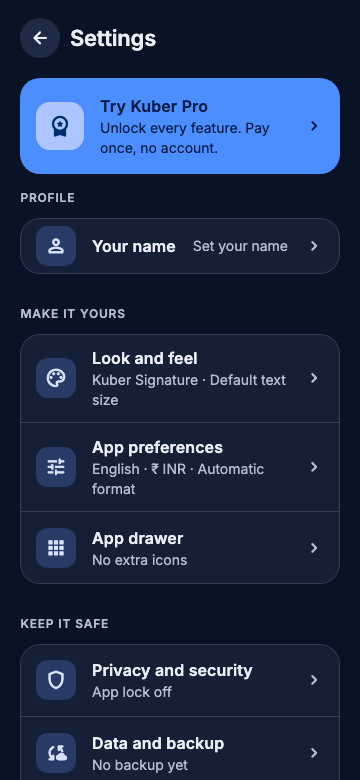 Settings
Try Kuber Pro
Unlock every feature. Pay
once, no account.
PROFILE
Your name Set your name
MAKE IT YOURS
Look and feel
Kuber Signature · Default text
size
App preferences
English · ₹ INR · Automatic
format
App drawer
No extra icons
KEEP IT SAFE
Privacy and security
App lock off
Data and backup
No backup yet